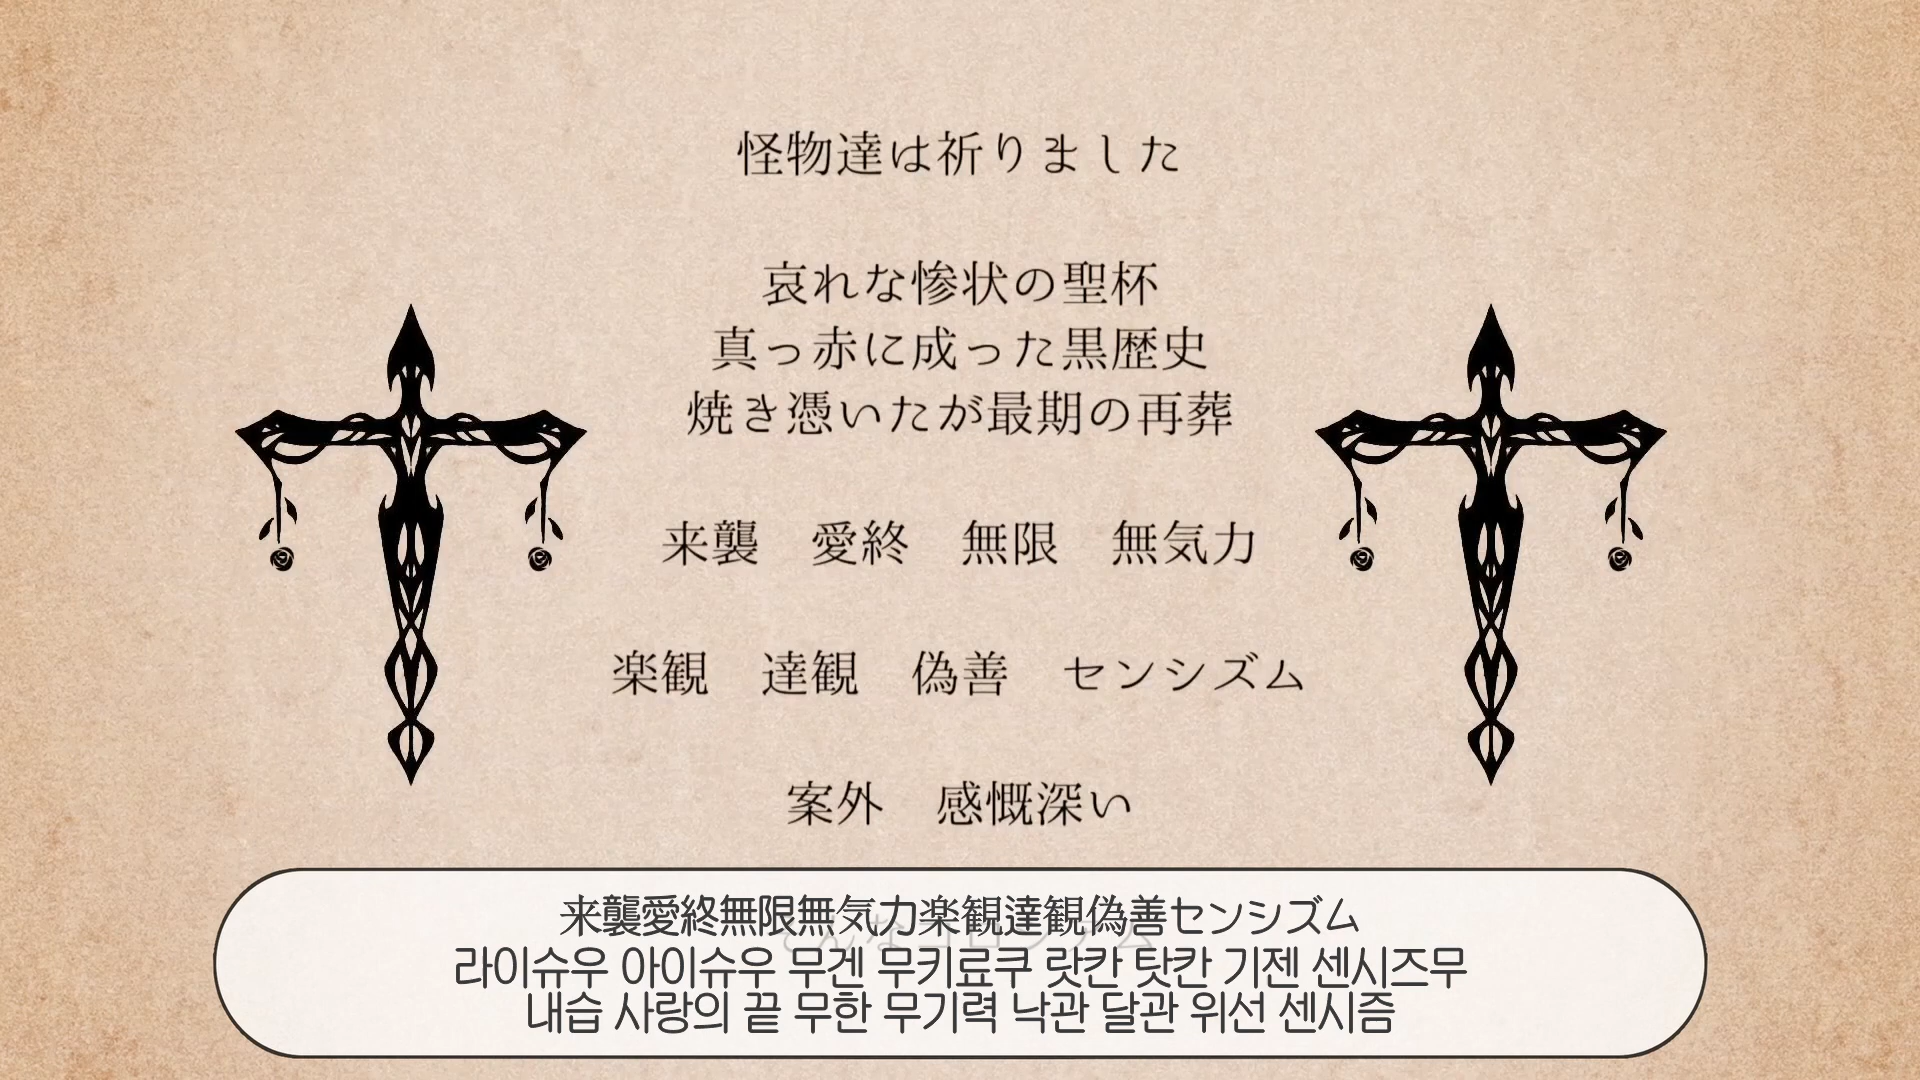 怪物達は祈りました
哀れな惨状の聖杯
真っ赤に成った黒歴史
焼き憑いたが最期の再葬
来襲　愛終　無限　無気力
楽観　達観　偽善　センシズム
案外　感慨深い
来襲愛終無限無気力楽観達観偽善センシズム
라이슈우 아이슈우 무겐 무키료쿠 랏칸 탓칸 기젠 센시즈무
내습 사랑의 끝 무한 무기력 낙관 달관 위선 센시즘